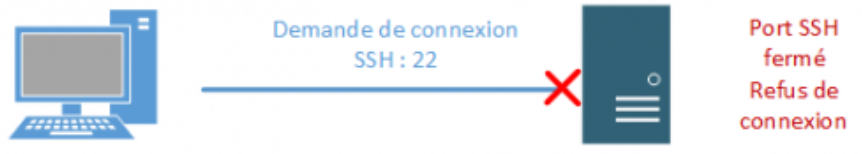 Demande de connexion
SSH : 22
Port SSH
fermé
Refus de
connexion